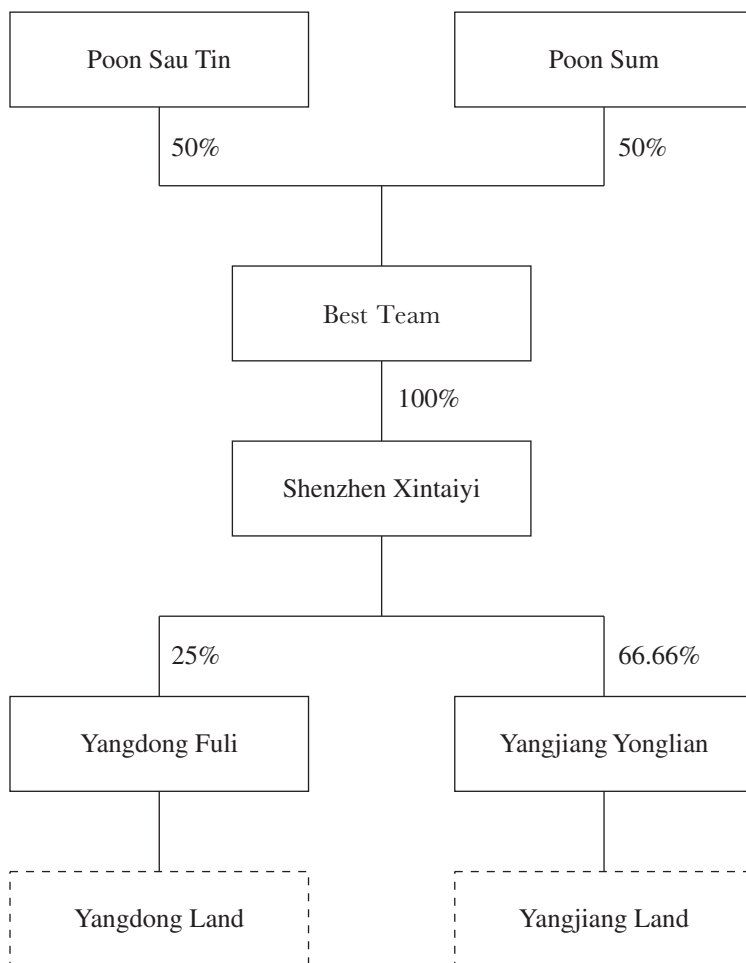 Poon Sau Tin
Poon Sum
50%
50%
Best Team
100%
Shenzhen Xintaiyi
25%
66.66%
Yangdong Fuli
Yangjiang Yonglian
Yangdong Land
Yangjiang Land